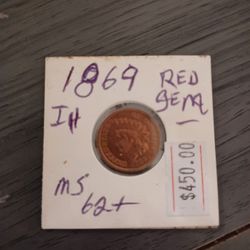 1869 RED
IH GEM
MS
62+
$450.00